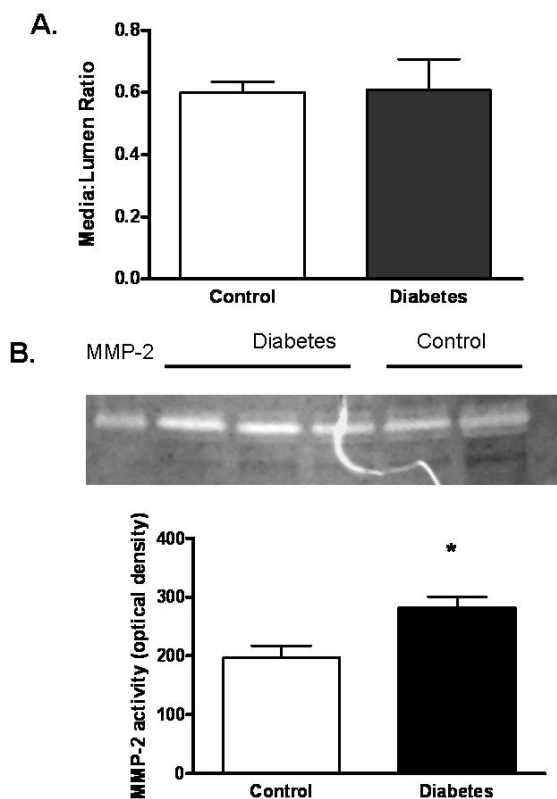 A.
Media:Lumen Ratio
0.8
0.6
0.4
0.2
0.0
Control Diabetes
B.
MMP-2 Diabetes Control
MMP-2 activity (optical density)
400
300
200
100
0
*
Control Diabetes